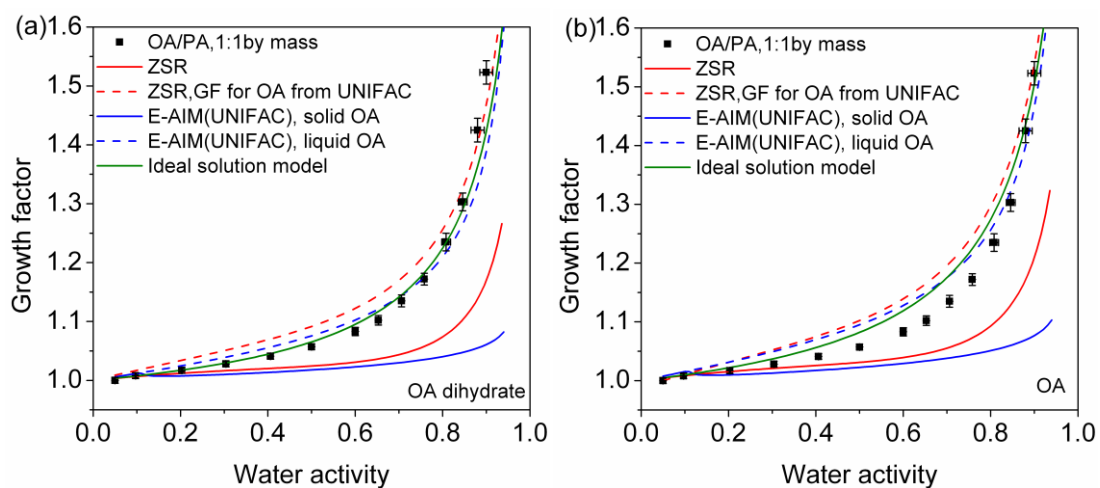 (a)
OA/PA,1:1by mass
ZSR
ZSR,GF for OA from UNIFAC
E-AIM(UNIFAC), solid OA
E-AIM(UNIFAC), liquid OA
Ideal solution model
OA dihydrate
Growth factor
1.6
1.5
1.4
1.3
1.2
1.1
1.0
0.0 0.2 0.4 0.6 0.8 1.0
Water activity
(b)
OA/PA,1:1by mass
ZSR
ZSR,GF for OA from UNIFAC
E-AIM(UNIFAC), solid OA
E-AIM(UNIFAC), liquid OA
Ideal solution model
OA
Growth factor
1.6
1.5
1.4
1.3
1.2
1.1
1.0
0.0 0.2 0.4 0.6 0.8 1.0
Water activity